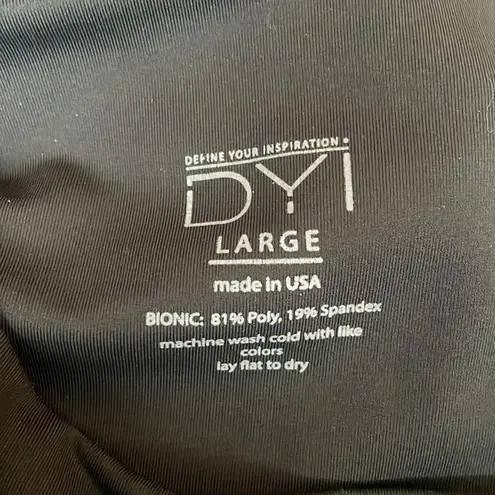 DEFINE YOUR INSPIRATION
DYI
LARGE
made in USA
BIONIC: 81% Poly, 19% Spandex
machine wash cold with like
colors
lay flat to dry